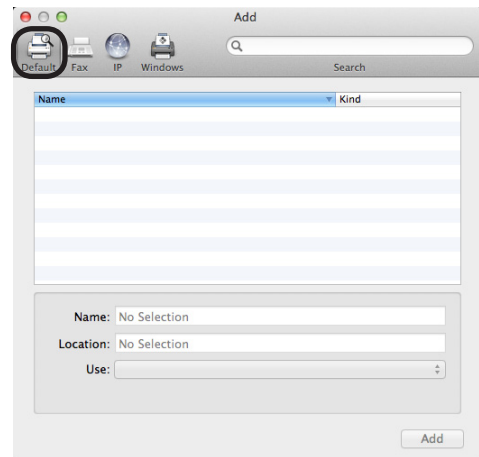 Add
Default Fax IP Windows Search
Name Kind
Name: No Selection
Location: No Selection
Use:
Add